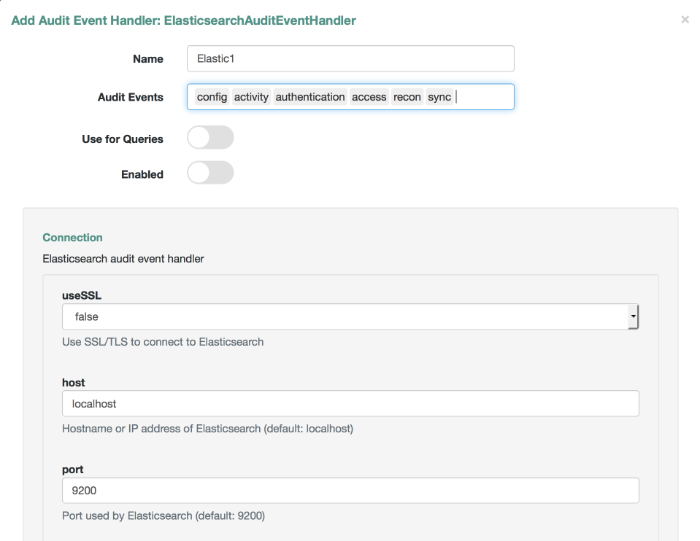 Add Audit Event Handler: ElasticsearchAuditEventHandler ×
Name Elastic1
Audit Events config activity authentication access recon sync
Use for Queries
Enabled
Connection
Elasticsearch audit event handler
useSSL
false
Use SSL/TLS to connect to Elasticsearch
host
localhost
Hostname or IP address of Elasticsearch (default: localhost)
port
9200
Port used by Elasticsearch (default: 9200)